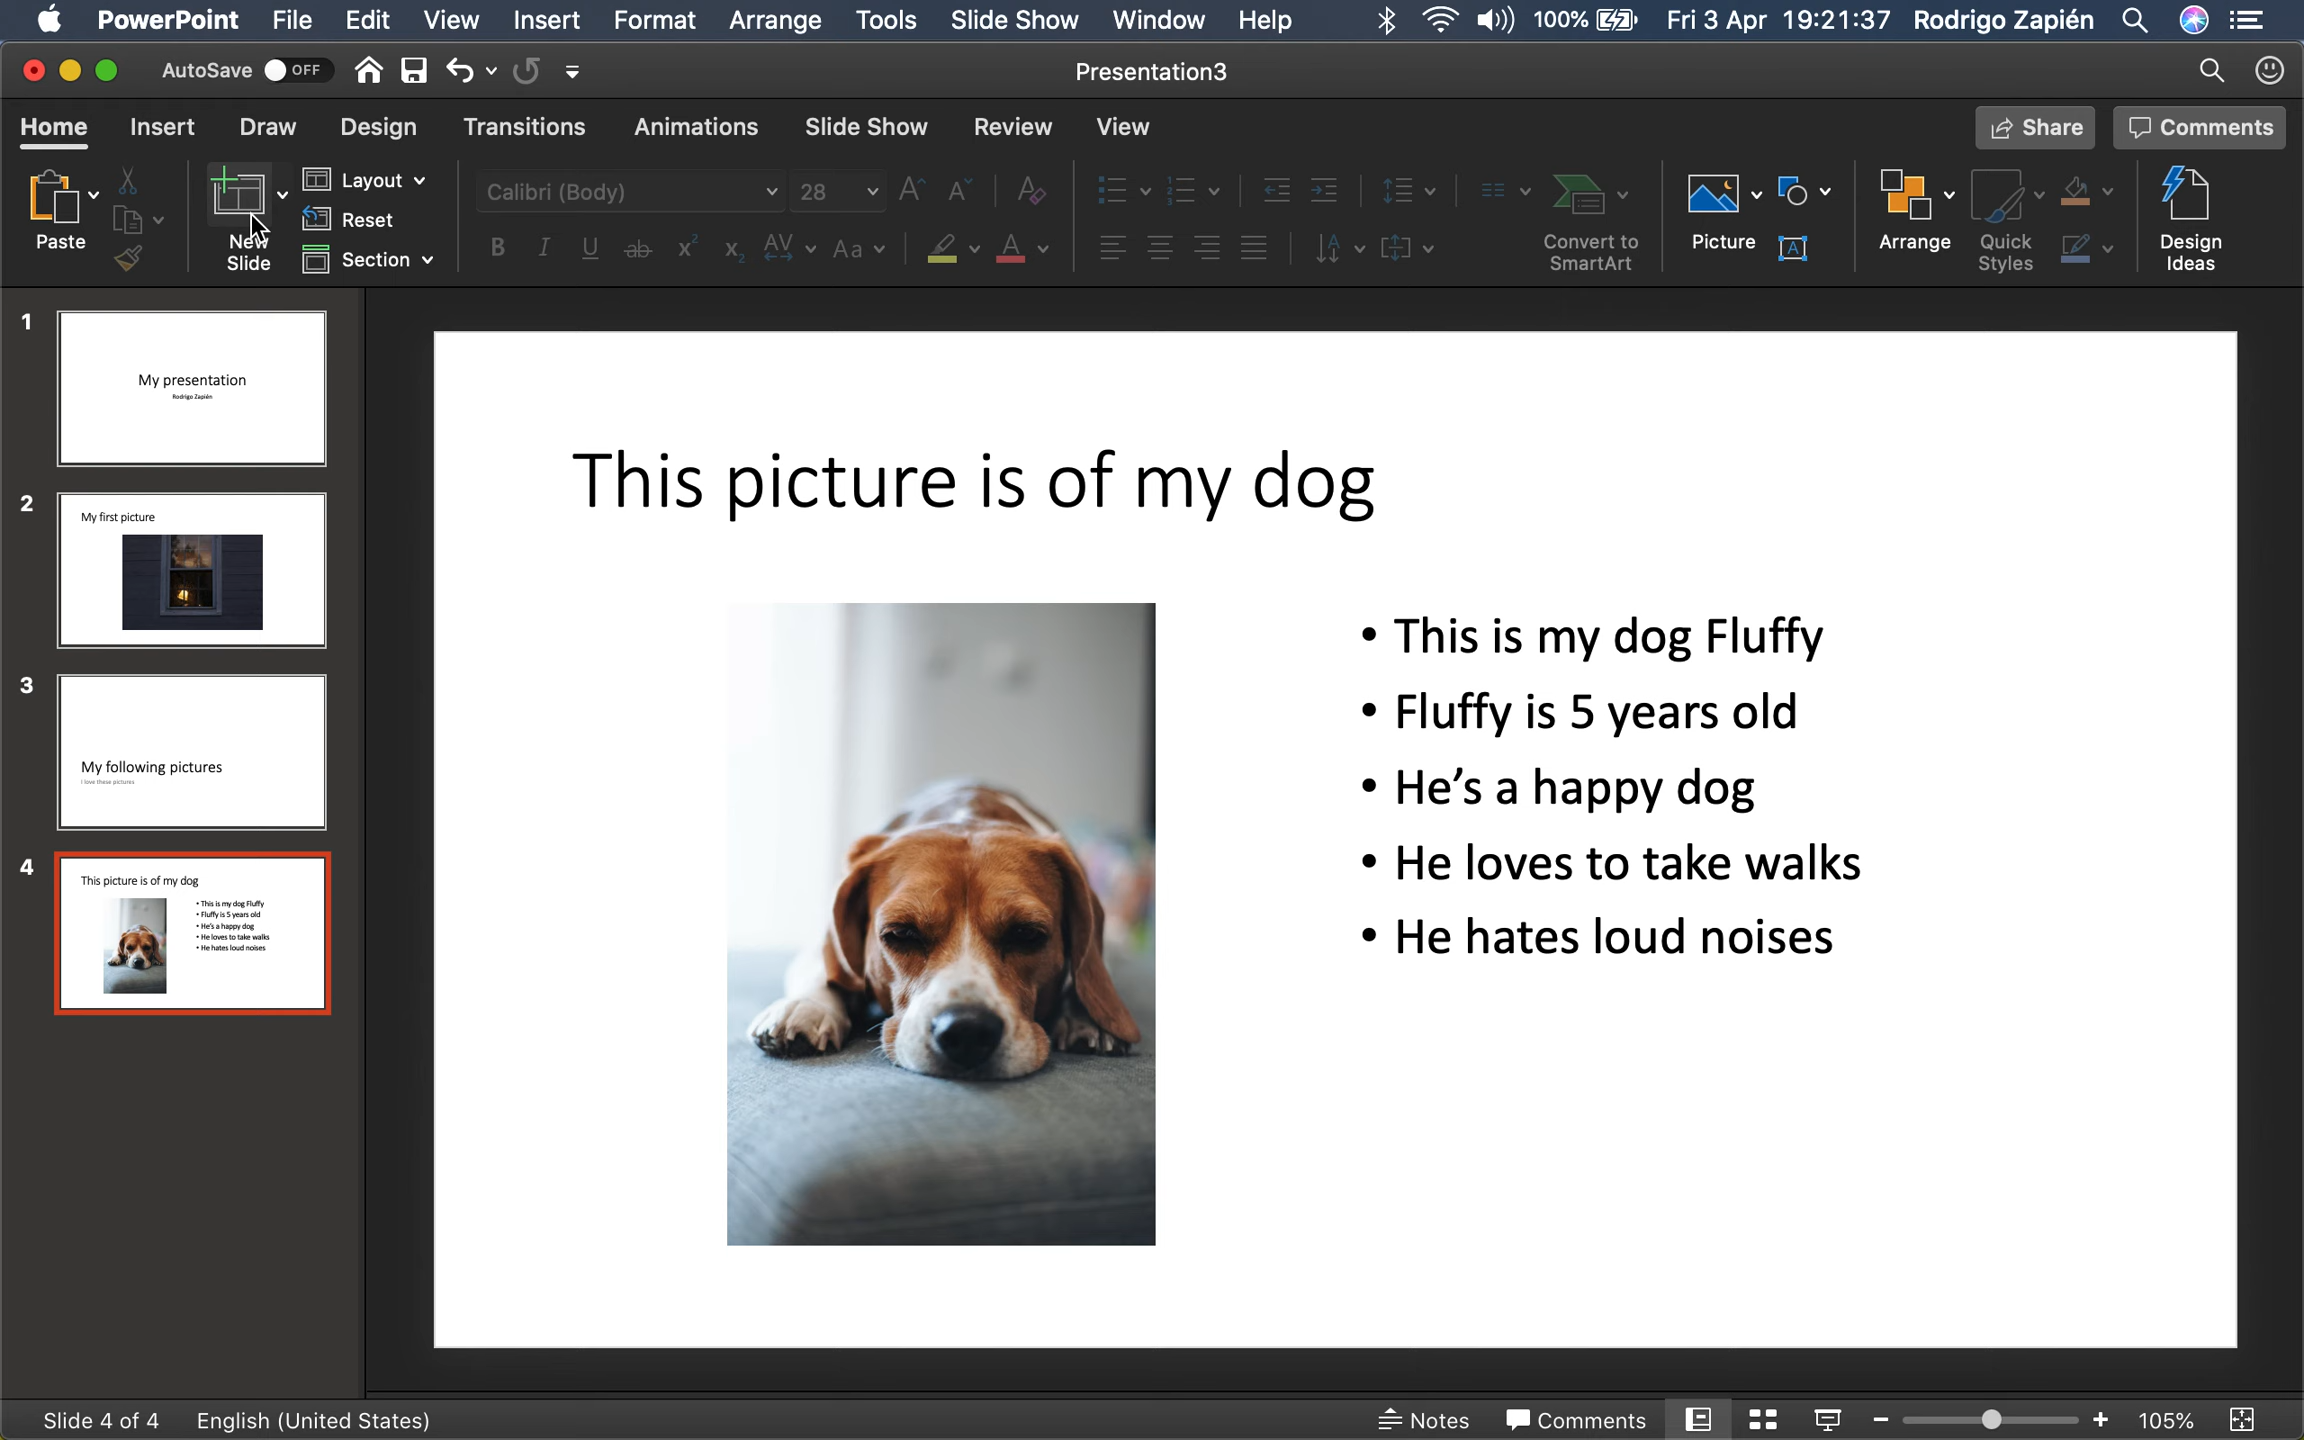 PowerPoint File Edit View Insert Format Arrange Tools Slide Show Window Help 100% Fri 3 Apr 19:21:37 Rodrigo Zapién
AutoSave OFF Presentation3
Home Insert Draw Design Transitions Animations Slide Show Review View Share Comments
Paste
New
Slide
Layout
Reset
Section
Calibri (Body) 28
Convert to
SmartArt
Picture
Arrange
Quick
Styles
Design
Ideas
1
My presentation
Rodrigo Zapién
2
My first picture
3
My following pictures
I love these pictures
4
This picture is of my dog
• This is my dog Fluffy
• Fluffy is 5 years old
• He's a happy dog
• He loves to take walks
• He hates loud noises
This picture is of my dog
• This is my dog Fluffy
• Fluffy is 5 years old
• He’s a happy dog
• He loves to take walks
• He hates loud noises
Slide 4 of 4 English (United States) Notes Comments 105%